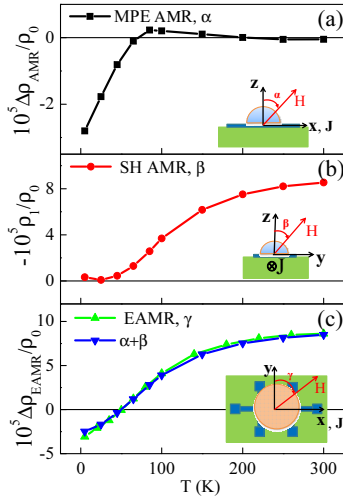 MPE AMR, α
(a)
10⁵Δρ_AMR/ρ₀
0
-2
z
α
H
x, J
SH AMR, β
(b)
-10⁵ρ₁/ρ₀
8
4
0
z
β
H
y
J
EAMR, γ
α+β
(c)
10⁵Δρ_EAMR/ρ₀
10
5
0
-5
y
γ
H
x, J
0 100 200 300
T (K)